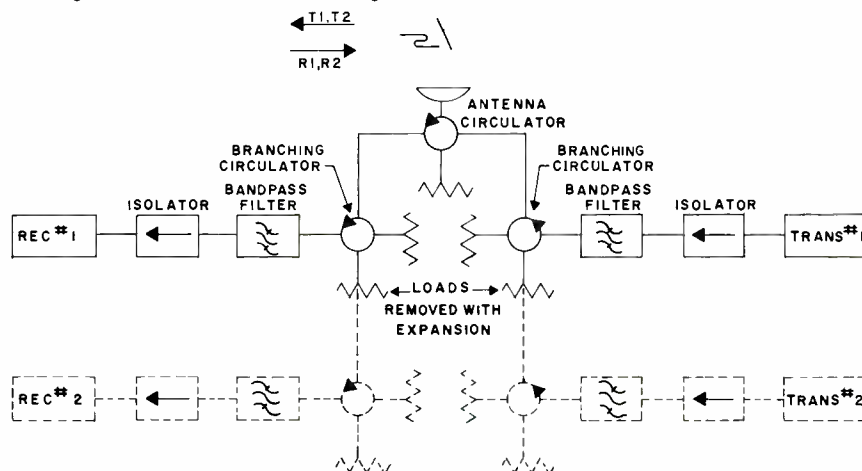 T1,T2
R1,R2
ANTENNA
CIRCULATOR
BRANCHING
CIRCULATOR
BRANCHING
CIRCULATOR
ISOLATOR
BANDPASS
FILTER
BANDPASS
FILTER
ISOLATOR
REC #1
TRANS #1
LOADS
REMOVED WITH
EXPANSION
REC #2
TRANS #2